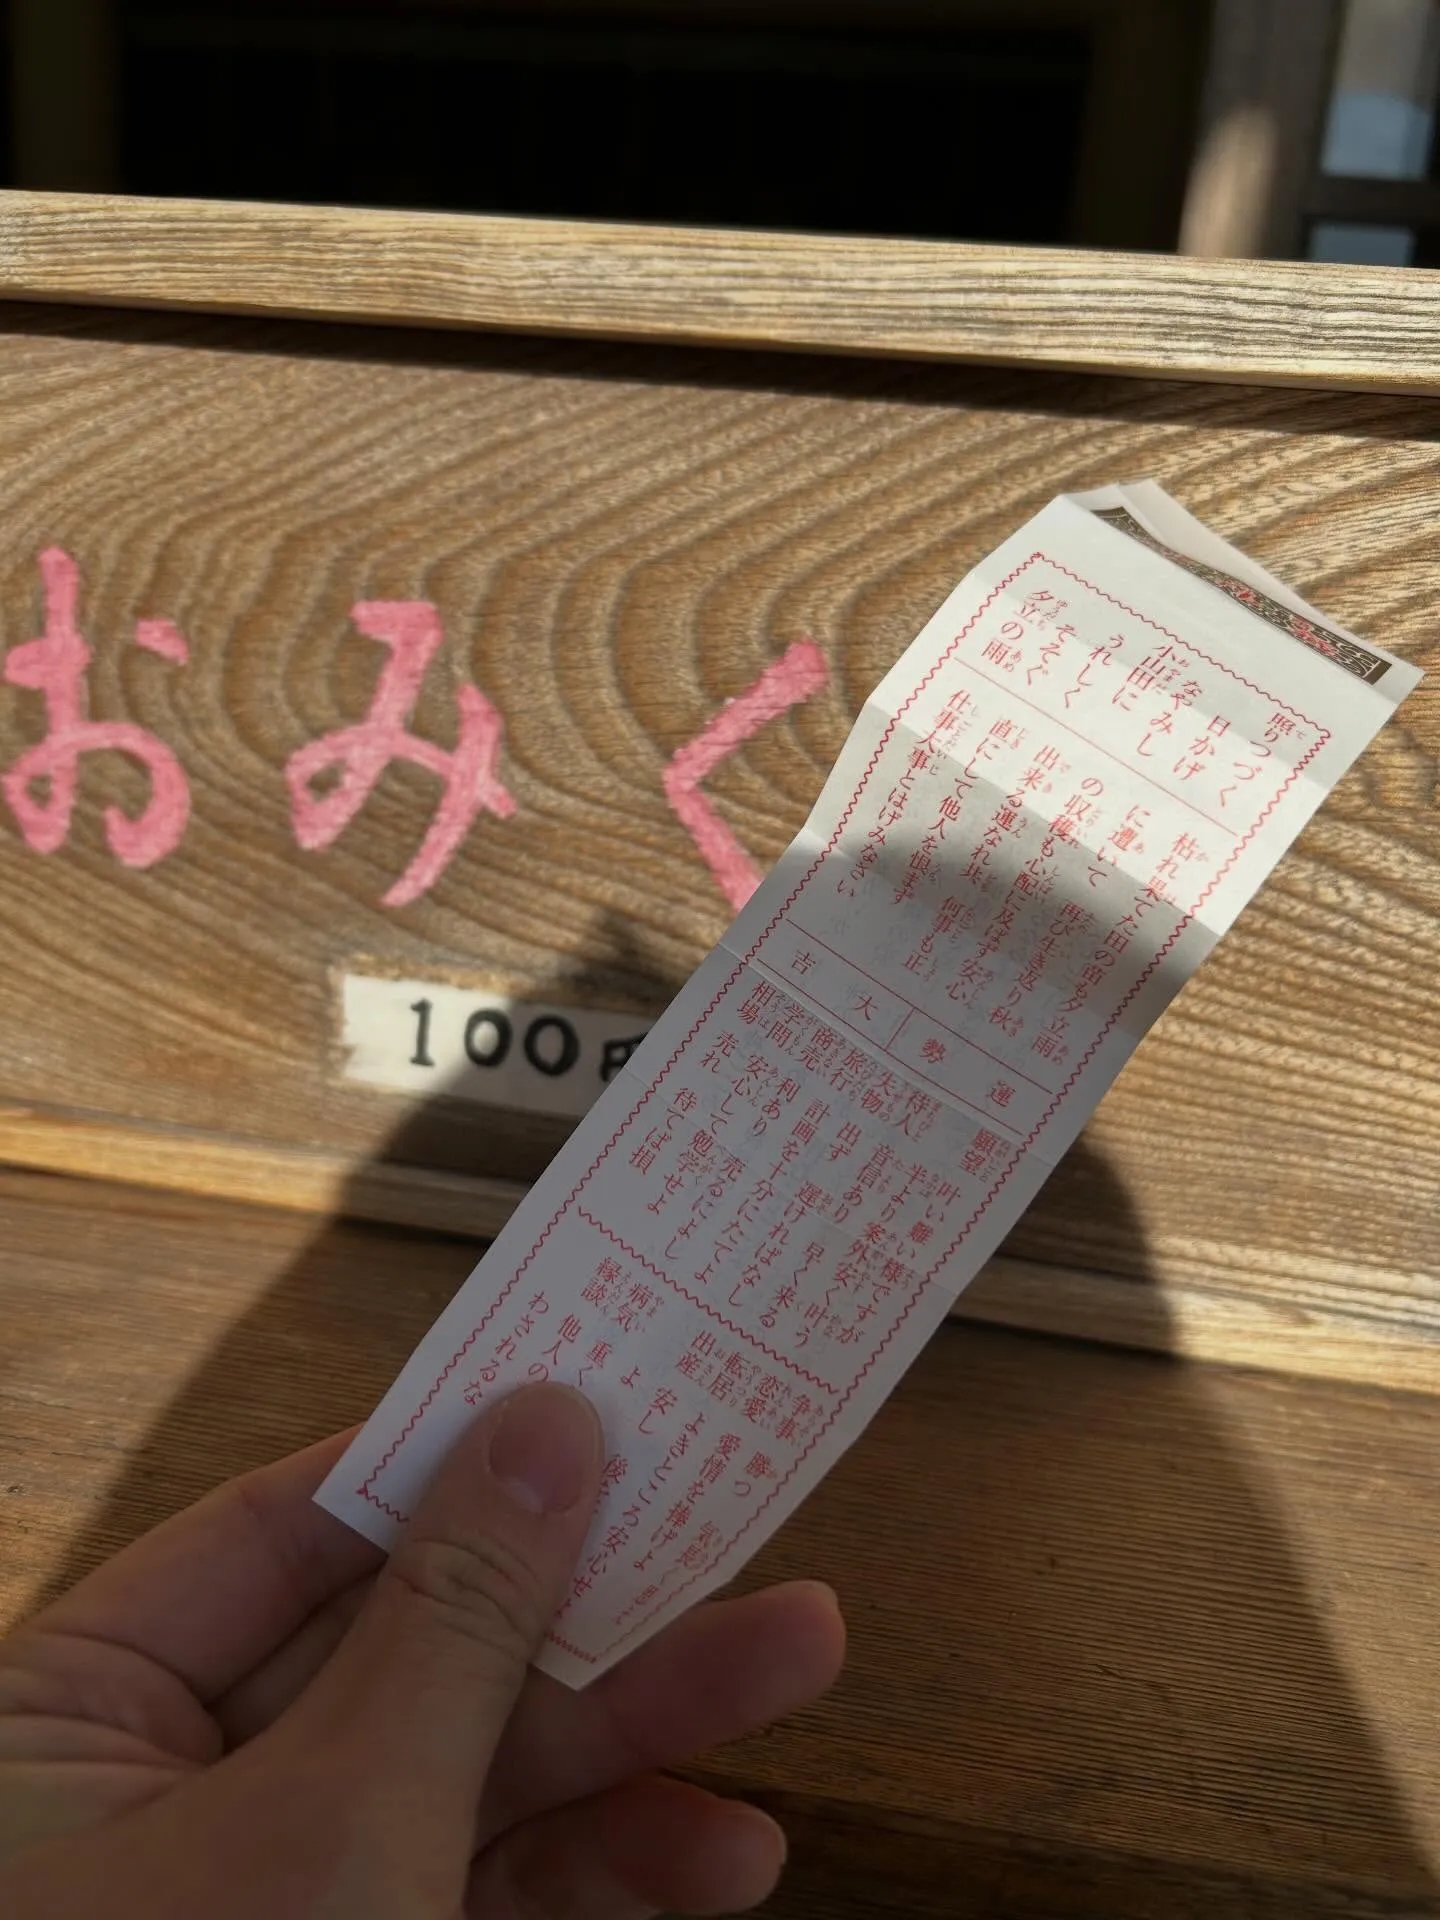 おみく
100円
照りつづく
日かげ
なやみし
小山田に
うれしく
そそぐ
夕立の雨
枯れ果てた田の苗も夕立雨
に遭いて再び生き返り秋
の収穫も心配に及ばず安心
出来る運なれ共何事も正
直にして他人を恨まず
仕事大事とはげみなさい
運勢大吉
願望 叶い難い様ですが
半より案外安く叶う
待人 音信あり早く来る
失物 出ず遅ければなし
旅行 計画を十分にたてよ
商売 利あり売るによし
学問 安心して勉学せよ
相場 売れ待てば損
争事 勝つ気長く
恋愛 愛情を捧げよ
転居 よきところ
出産 安し安心せよ
病気 重く
縁談 他人の
わざれるな